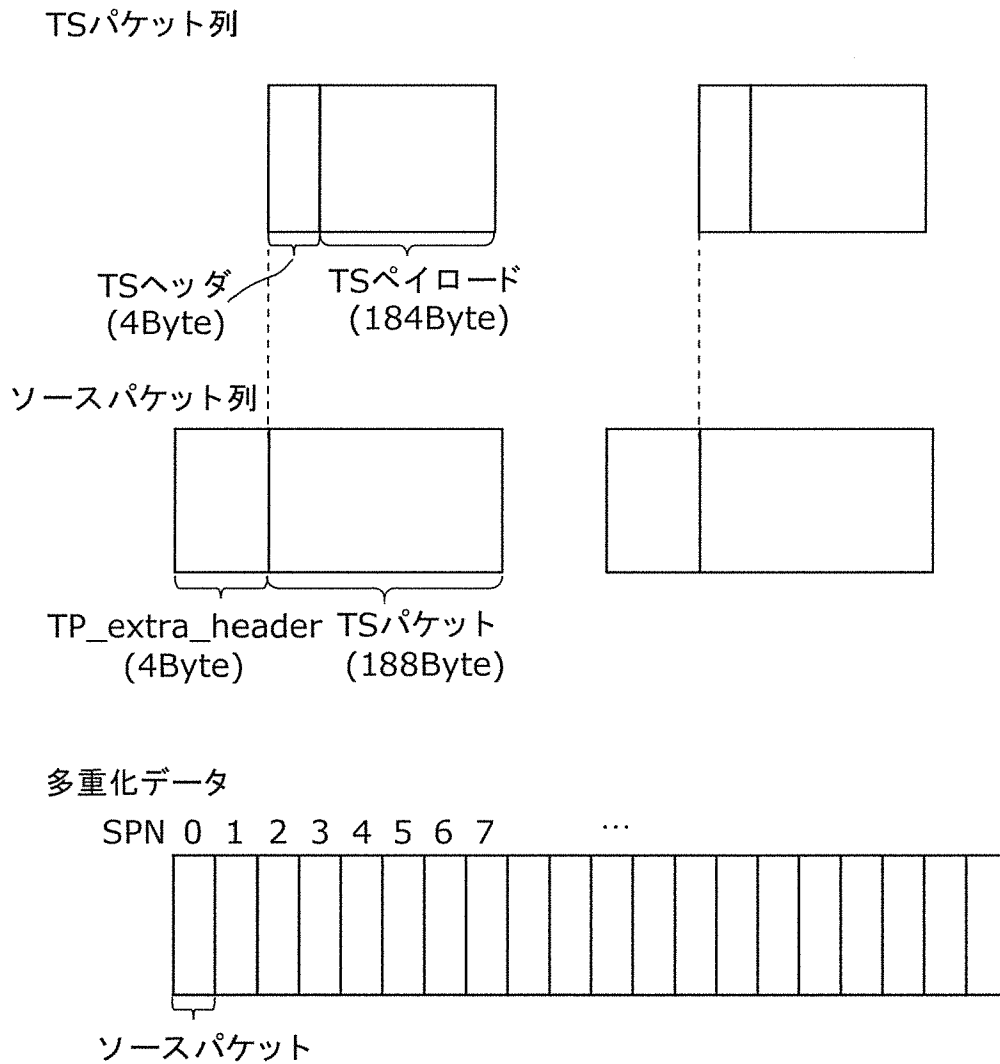 TSパケット列
TSヘッダ
(4Byte)
TSペイロード
(184Byte)
ソースパケット列
TP_extra_header
(4Byte)
TSパケット
(188Byte)
多重化データ
SPN 0 1 2 3 4 5 6 7 …
ソースパケット